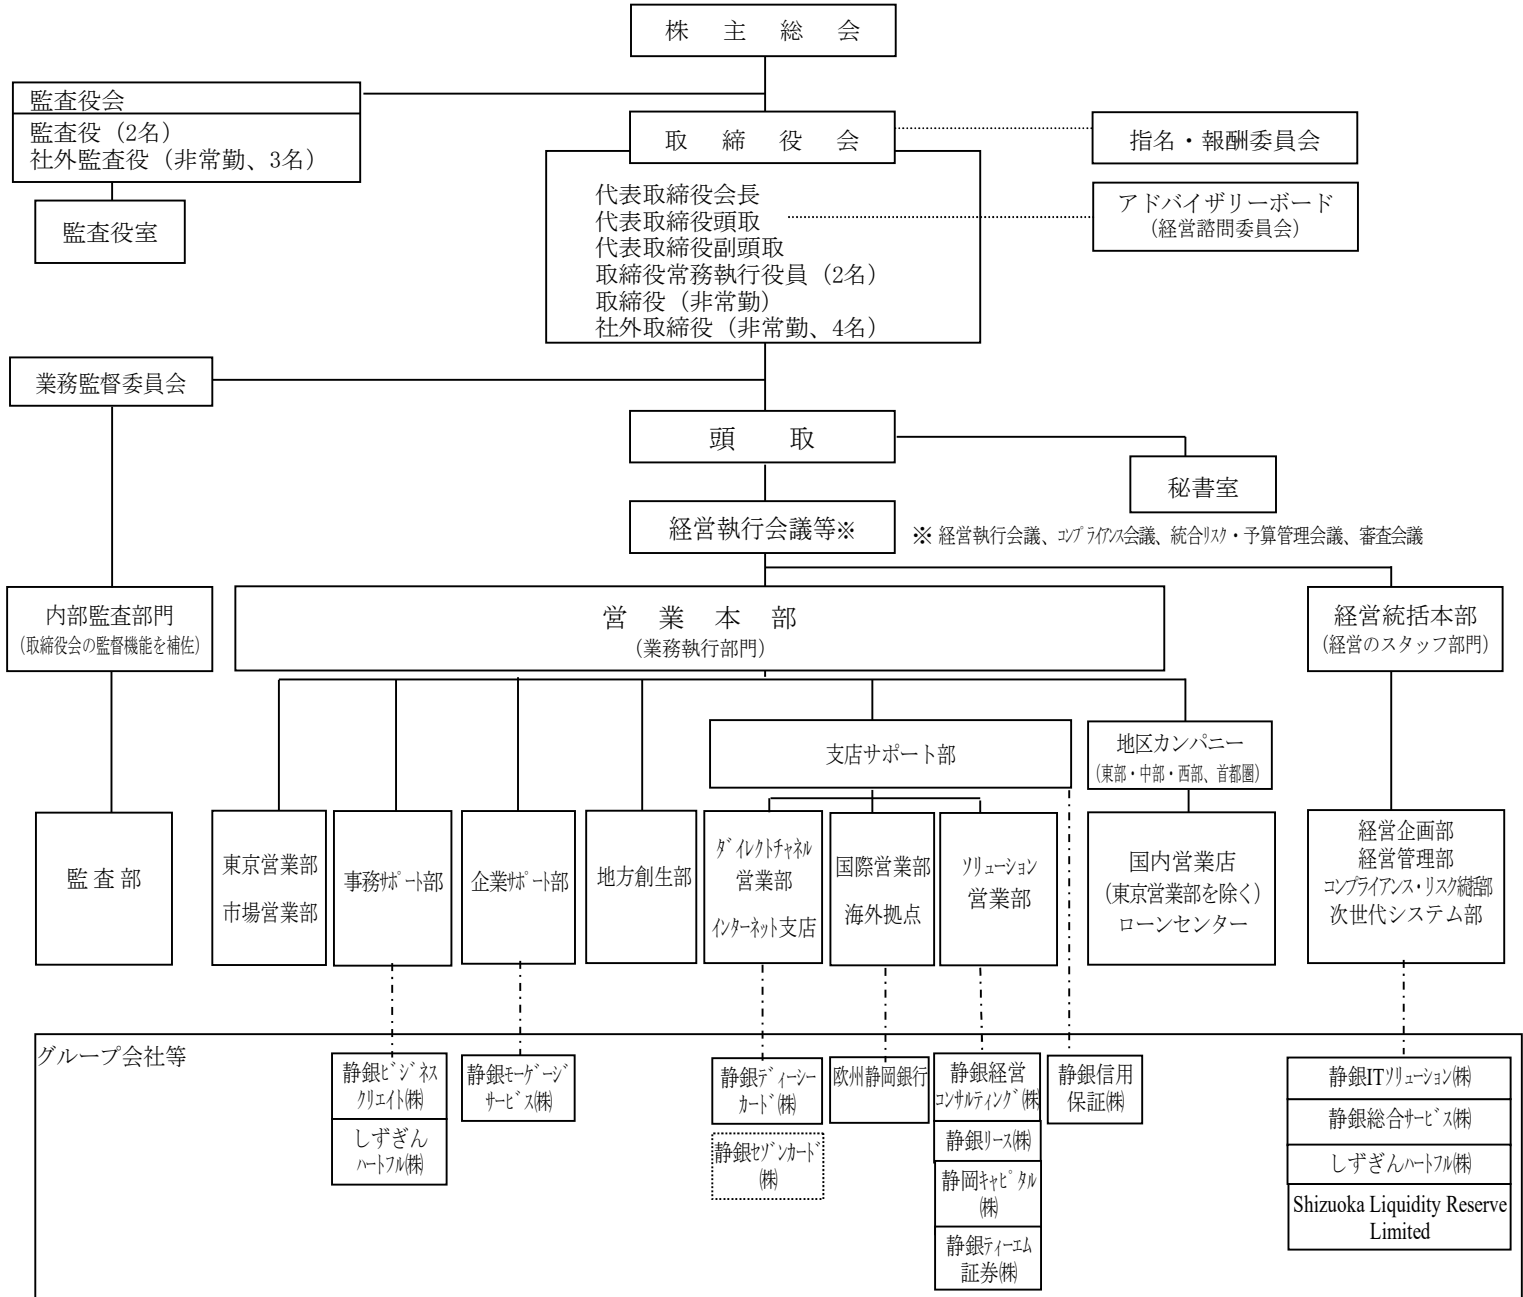 株主総会
監査役会
監査役（2名）
社外監査役（非常勤、3名）
監査役室
取締役会
指名・報酬委員会
代表取締役会長
代表取締役頭取
代表取締役副頭取
取締役常務執行役員（2名）
取締役（非常勤）
社外取締役（非常勤、4名）
アドバイザリーボード
（経営諮問委員会）
業務監督委員会
頭取
秘書室
経営執行会議等※
※ 経営執行会議、ｺﾝﾌﾟﾗｲｱﾝｽ会議、統合ﾘｽｸ・予算管理会議、審査会議
内部監査部門
（取締役会の監督機能を補佐）
営業本部
（業務執行部門）
経営統括本部
（経営のスタッフ部門）
支店サポート部
地区カンパニー
（東部・中部・西部、首都圏）
監査部
東京営業部
市場営業部
事務ｻﾎﾟｰﾄ部
企業ｻﾎﾟｰﾄ部
地方創生部
ﾀﾞｲﾚｸﾄﾁｬﾈﾙ
営業部
ｲﾝﾀｰﾈｯﾄ支店
国際営業部
海外拠点
ｿﾘｭｰｼｮﾝ
営業部
国内営業店
（東京営業部を除く）
ローンセンター
経営企画部
経営管理部
コンプライアンス・リスク統括部
次世代システム部
グループ会社等
静銀ﾋﾞｼﾞﾈｽ
ｸﾘｴｲﾄ㈱
しずぎん
ﾊｰﾄﾌﾙ㈱
静銀ﾓｰｹﾞｰｼﾞ
ｻｰﾋﾞｽ㈱
静銀ﾃﾞｨｰｼｰ
ｶｰﾄﾞ㈱
静銀ｾｿﾞﾝｶｰﾄﾞ
㈱
欧州静岡銀行
静銀経営
ｺﾝｻﾙﾃｨﾝｸﾞ㈱
静銀ﾘｰｽ㈱
静岡ｷｬﾋﾟﾀﾙ
㈱
静銀ﾃｨｰｴﾑ
証券㈱
静銀信用
保証㈱
静銀ITｿﾘｭｰｼｮﾝ㈱
静銀総合ｻｰﾋﾞｽ㈱
しずぎんﾊｰﾄﾌﾙ㈱
Shizuoka Liquidity Reserve
Limited